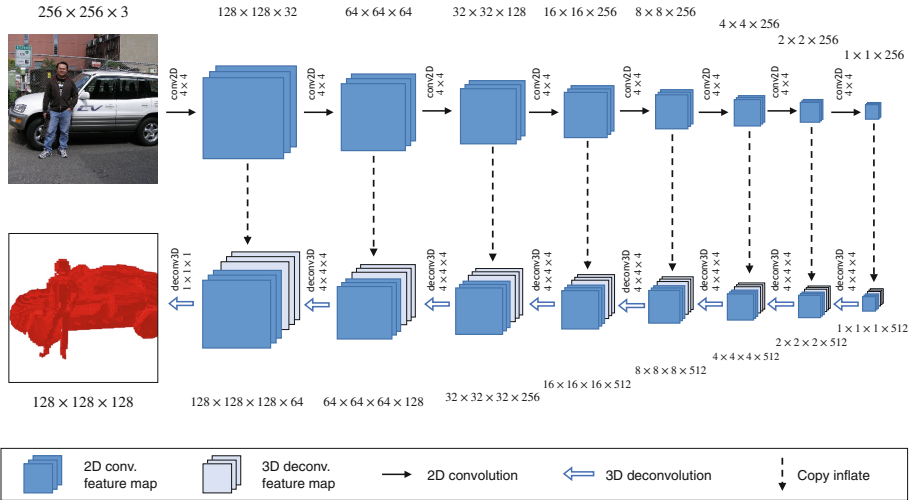 256 × 256 × 3
128 × 128 × 32
64 × 64 × 64
32 × 32 × 128
16 × 16 × 256
8 × 8 × 256
4 × 4 × 256
2 × 2 × 256
1 × 1 × 256
conv2D
4 × 4
conv2D
4 × 4
conv2D
4 × 4
conv2D
4 × 4
conv2D
4 × 4
conv2D
4 × 4
conv2D
4 × 4
conv2D
4 × 4
EV
deconv3D
1 × 1 × 1
deconv3D
4 × 4 × 4
deconv3D
4 × 4 × 4
deconv3D
4 × 4 × 4
deconv3D
4 × 4 × 4
deconv3D
4 × 4 × 4
deconv3D
4 × 4 × 4
deconv3D
4 × 4 × 4
128 × 128 × 128
128 × 128 × 128 × 64
64 × 64 × 64 × 128
32 × 32 × 32 × 256
16 × 16 × 16 × 512
8 × 8 × 8 × 512
4 × 4 × 4 × 512
2 × 2 × 2 × 512
1 × 1 × 1 × 512
2D conv.
feature map
3D deconv.
feature map
2D convolution
3D deconvolution
Copy inflate